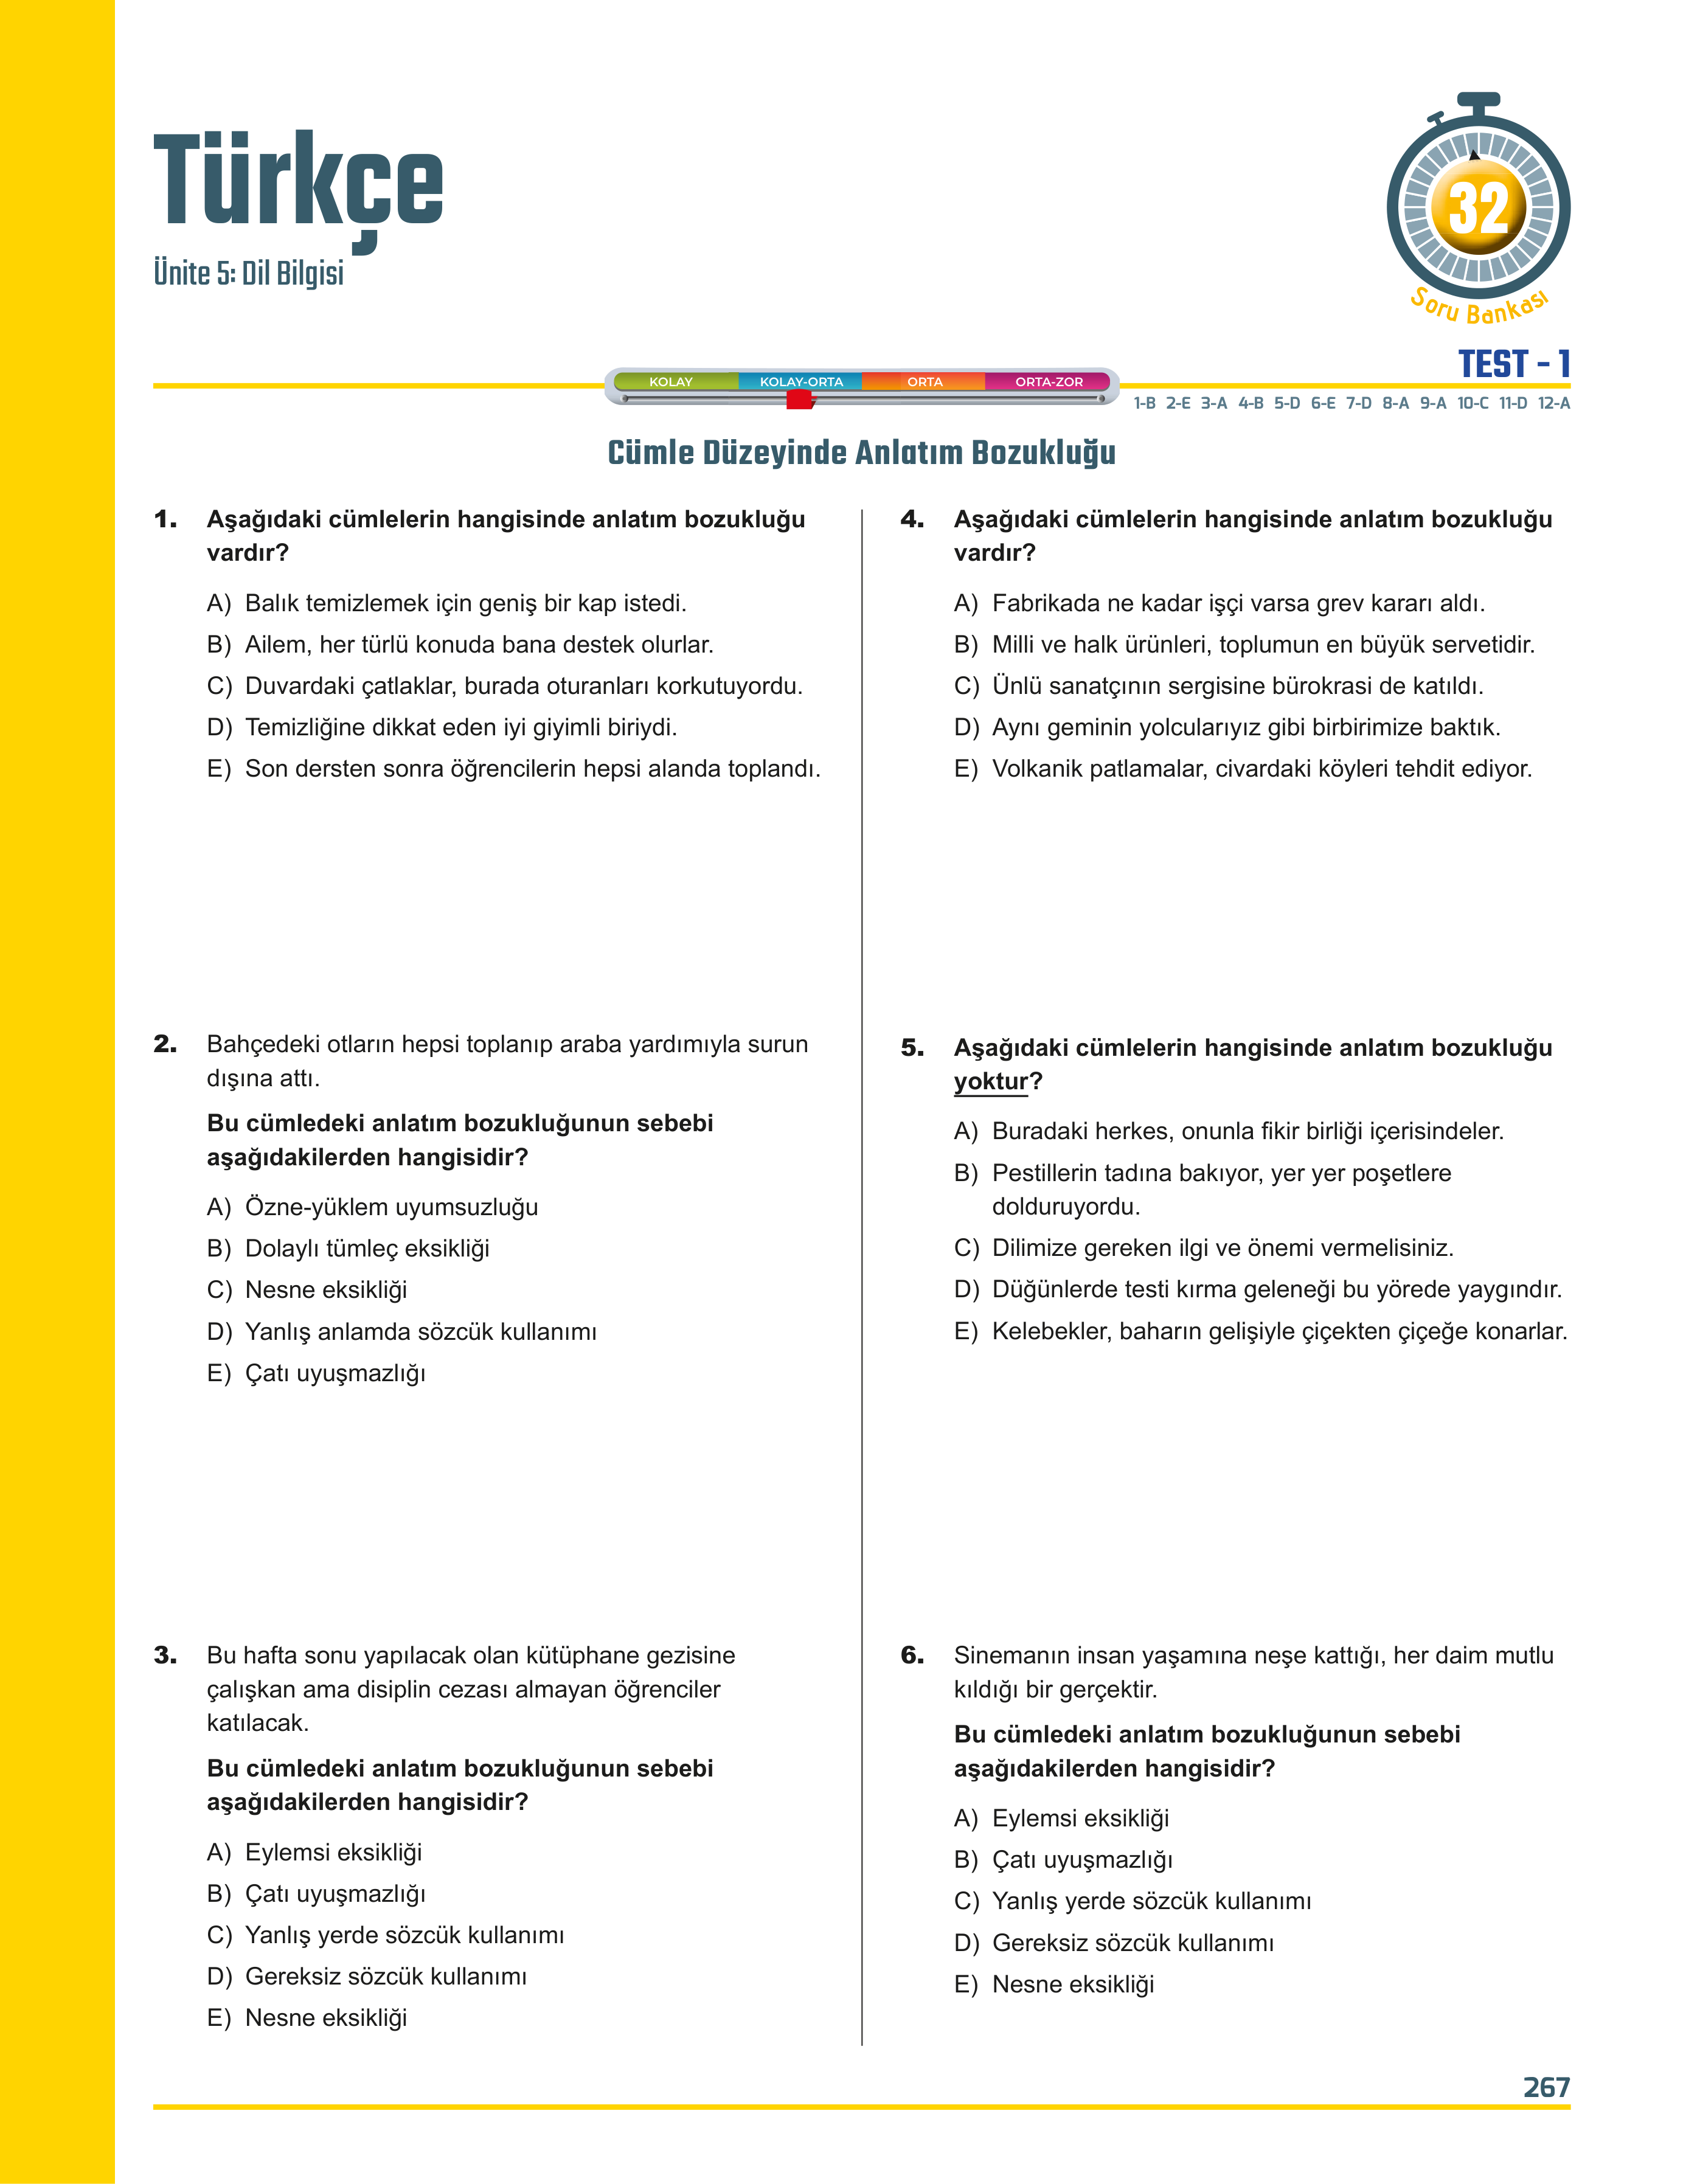 Türkçe
Ünite 5: Dil Bilgisi
32
Soru Bankası
TEST - 1
KOLAY KOLAY-ORTA ORTA ORTA-ZOR
1-B 2-E 3-A 4-B 5-D 6-E 7-D 8-A 9-A 10-C 11-D 12-A
Cümle Düzeyinde Anlatım Bozukluğu
1. Aşağıdaki cümlelerin hangisinde anlatım bozukluğu
vardır?
A) Balık temizlemek için geniş bir kap istedi.
B) Ailem, her türlü konuda bana destek olurlar.
C) Duvardaki çatlaklar, burada oturanları korkutuyordu.
D) Temizliğine dikkat eden iyi giyimli biriydi.
E) Son dersten sonra öğrencilerin hepsi alanda toplandı.
2. Bahçedeki otların hepsi toplanıp araba yardımıyla surun
dışına attı.
Bu cümledeki anlatım bozukluğunun sebebi
aşağıdakilerden hangisidir?
A) Özne-yüklem uyumsuzluğu
B) Dolaylı tümleç eksikliği
C) Nesne eksikliği
D) Yanlış anlamda sözcük kullanımı
E) Çatı uyuşmazlığı
3. Bu hafta sonu yapılacak olan kütüphane gezisine
çalışkan ama disiplin cezası almayan öğrenciler
katılacak.
Bu cümledeki anlatım bozukluğunun sebebi
aşağıdakilerden hangisidir?
A) Eylemsi eksikliği
B) Çatı uyuşmazlığı
C) Yanlış yerde sözcük kullanımı
D) Gereksiz sözcük kullanımı
E) Nesne eksikliği
4. Aşağıdaki cümlelerin hangisinde anlatım bozukluğu
vardır?
A) Fabrikada ne kadar işçi varsa grev kararı aldı.
B) Milli ve halk ürünleri, toplumun en büyük servetidir.
C) Ünlü sanatçının sergisine bürokrasi de katıldı.
D) Aynı geminin yolcularıyız gibi birbirimize baktık.
E) Volkanik patlamalar, civardaki köyleri tehdit ediyor.
5. Aşağıdaki cümlelerin hangisinde anlatım bozukluğu
yoktur?
A) Buradaki herkes, onunla fikir birliği içerisindeler.
B) Pestillerin tadına bakıyor, yer yer poşetlere
dolduruyordu.
C) Dilimize gereken ilgi ve önemi vermelisiniz.
D) Düğünlerde testi kırma geleneği bu yörede yaygındır.
E) Kelebekler, baharın gelişiyle çiçekten çiçeğe konarlar.
6. Sinemanın insan yaşamına neşe kattığı, her daim mutlu
kıldığı bir gerçektir.
Bu cümledeki anlatım bozukluğunun sebebi
aşağıdakilerden hangisidir?
A) Eylemsi eksikliği
B) Çatı uyuşmazlığı
C) Yanlış yerde sözcük kullanımı
D) Gereksiz sözcük kullanımı
E) Nesne eksikliği
267